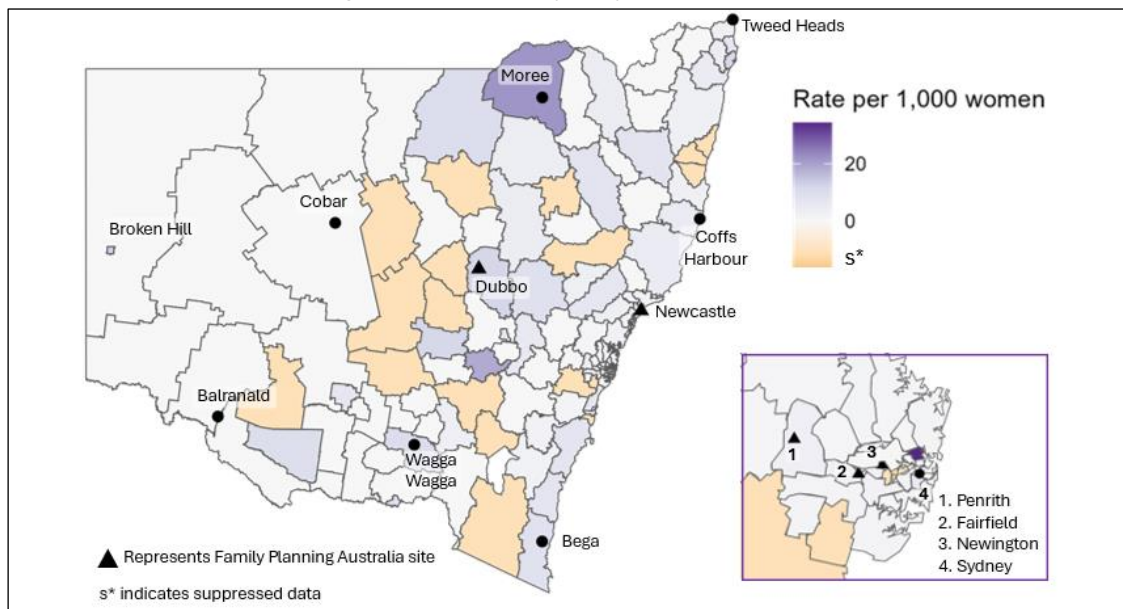 Tweed Heads
Moree
Rate per 1,000 women
20
0
s*
Cobar
Broken Hill
Coffs
Harbour
Dubbo
Newcastle
Balranald
Wagga
Wagga
Bega
1
2
3
4
1. Penrith
2. Fairfield
3. Newington
4. Sydney
Represents Family Planning Australia site
s* indicates suppressed data